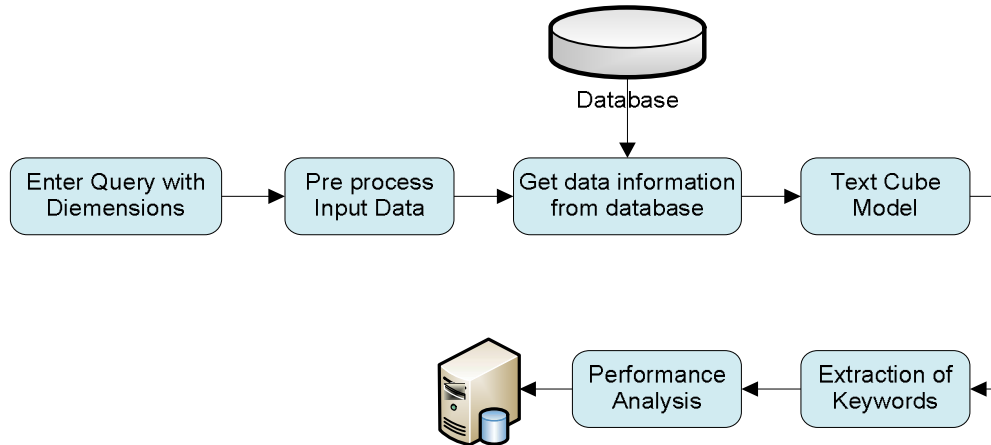 Database
Enter Query with
Diemensions
Pre process
Input Data
Get data information
from database
Text Cube
Model
Performance
Analysis
Extraction of
Keywords